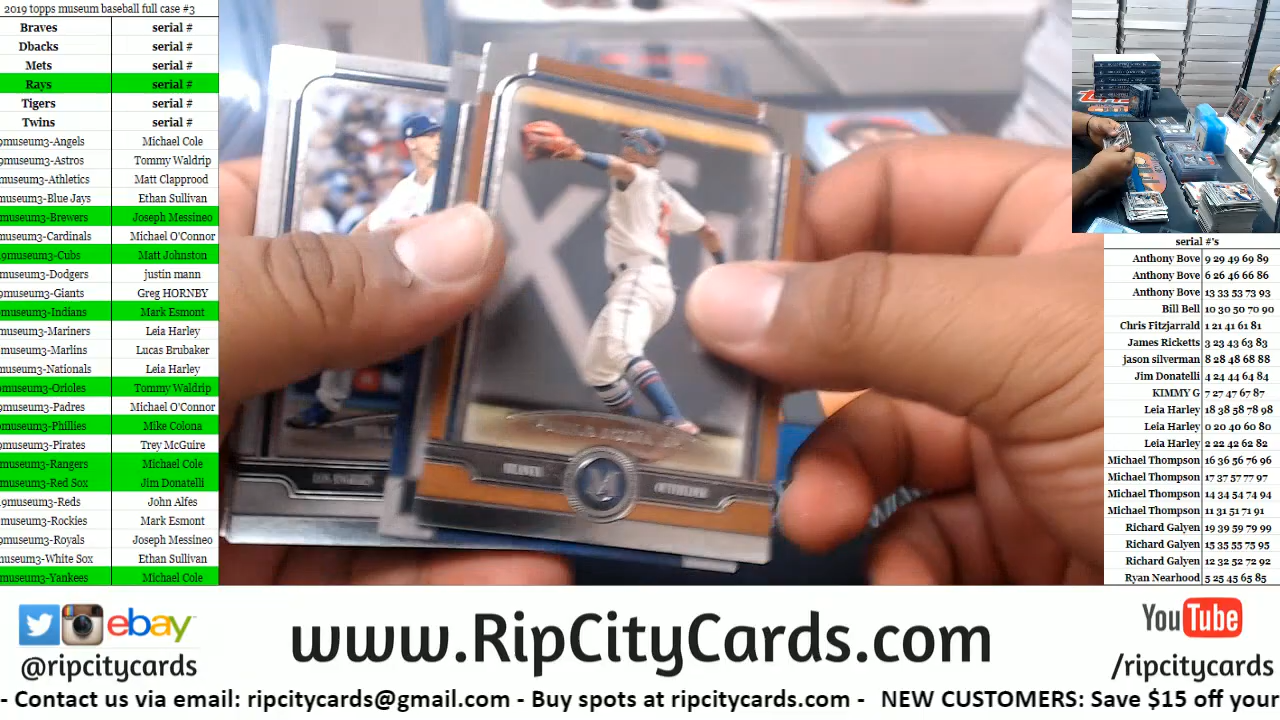 2019 topps museum baseball full case #3
Braves serial #
Dbacks serial #
Mets serial #
Rays serial #
Tigers serial #
Twins serial #
9museum3-Angels Michael Cole
9museum3-Astros Tommy Waldrip
museum3-Athletics Matt Clapprood
museum3-Blue Jays Ethan Sullivan
museum3-Brewers Joseph Messineo
museum3-Cardinals Michael O'Connor
9museum3-Cubs Matt Johnston
museum3-Dodgers justin mann
9museum3-Giants Greg HORNBY
museum3-Indians Mark Esmont
museum3-Mariners Leia Harley
museum3-Marlins Lucas Brubaker
museum3-Nationals Leia Harley
museum3-Orioles Tommy Waldrip
museum3-Padres Michael O'Connor
museum3-Phillies Mike Colona
museum3-Pirates Trey McGuire
museum3-Rangers Michael Cole
museum3-Red Sox Jim Donatelli
9museum3-Reds John Alfes
museum3-Rockies Mark Esmont
museum3-Royals Joseph Messineo
museum3-White Sox Ethan Sullivan
museum3-Yankees Michael Cole
serial #'s
Anthony Bove 9 29 49 69 89
Anthony Bove 6 26 46 66 86
Anthony Bove 13 33 53 73 93
Bill Bell 10 30 50 70 90
Chris Fitzjarrald 1 21 41 61 81
James Ricketts 3 23 43 63 83
jason silverman 8 28 48 68 88
Jim Donatelli 4 24 44 64 84
KIMMY G 7 27 47 67 87
Leia Harley 18 38 58 78 98
Leia Harley 0 20 40 60 80
Leia Harley 2 22 42 62 82
Michael Thompson 16 36 56 76 96
Michael Thompson 17 37 57 77 97
Michael Thompson 14 34 54 74 94
Michael Thompson 11 31 51 71 91
Richard Galyen 19 39 59 79 99
Richard Galyen 15 35 55 75 95
Richard Galyen 12 32 52 72 92
Ryan Nearhood 5 25 45 65 85
ebay
@ripcitycards
www.RipCityCards.com
YouTube
/ripcitycards
- Contact us via email: ripcitycards@gmail.com - Buy spots at ripcitycards.com - NEW CUSTOMERS: Save $15 off your